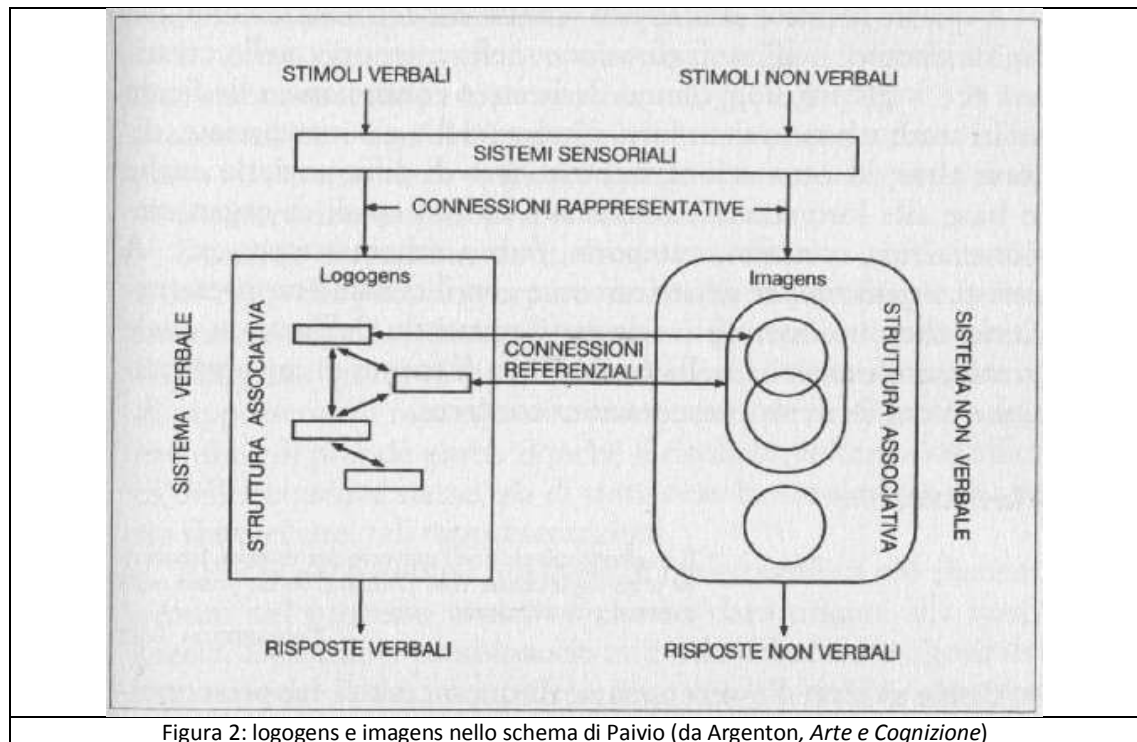 STIMOLI VERBALI
STIMOLI NON VERBALI
SISTEMI SENSORIALI
CONNESSIONI RAPPRESENTATIVE
Logogens
Imagens
SISTEMA VERBALE
STRUTTURA ASSOCIATIVA
CONNESSIONI
REFERENZIALI
STRUTTURA ASSOCIATIVA
SISTEMA NON VERBALE
RISPOSTE VERBALI
RISPOSTE NON VERBALI
Figura 2: logogens e imagens nello schema di Paivio (da Argenton, Arte e Cognizione)